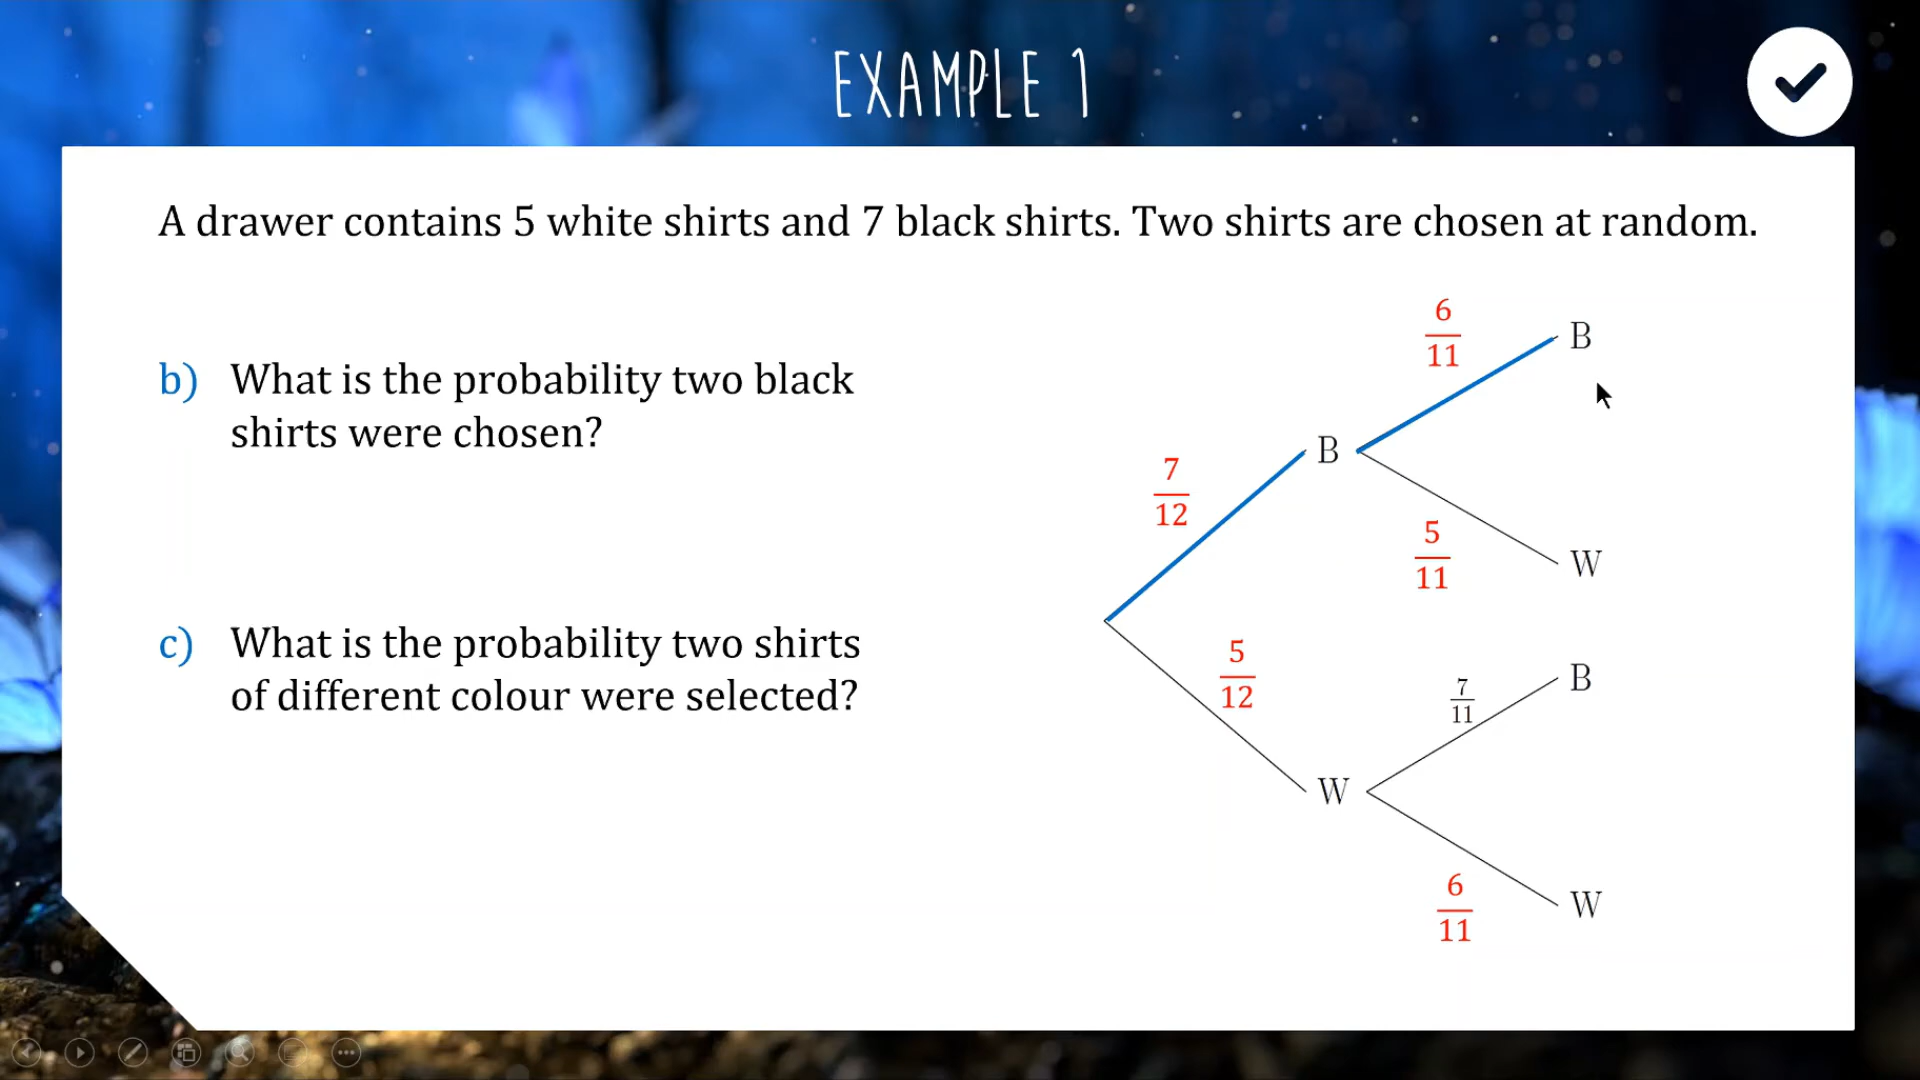 EXAMPLE 1
A drawer contains 5 white shirts and 7 black shirts. Two shirts are chosen at random.
b) What is the probability two black
shirts were chosen?
c) What is the probability two shirts
of different colour were selected?
6/11
B
7/12
B
5/11
W
5/12
7/11
B
W
6/11
W